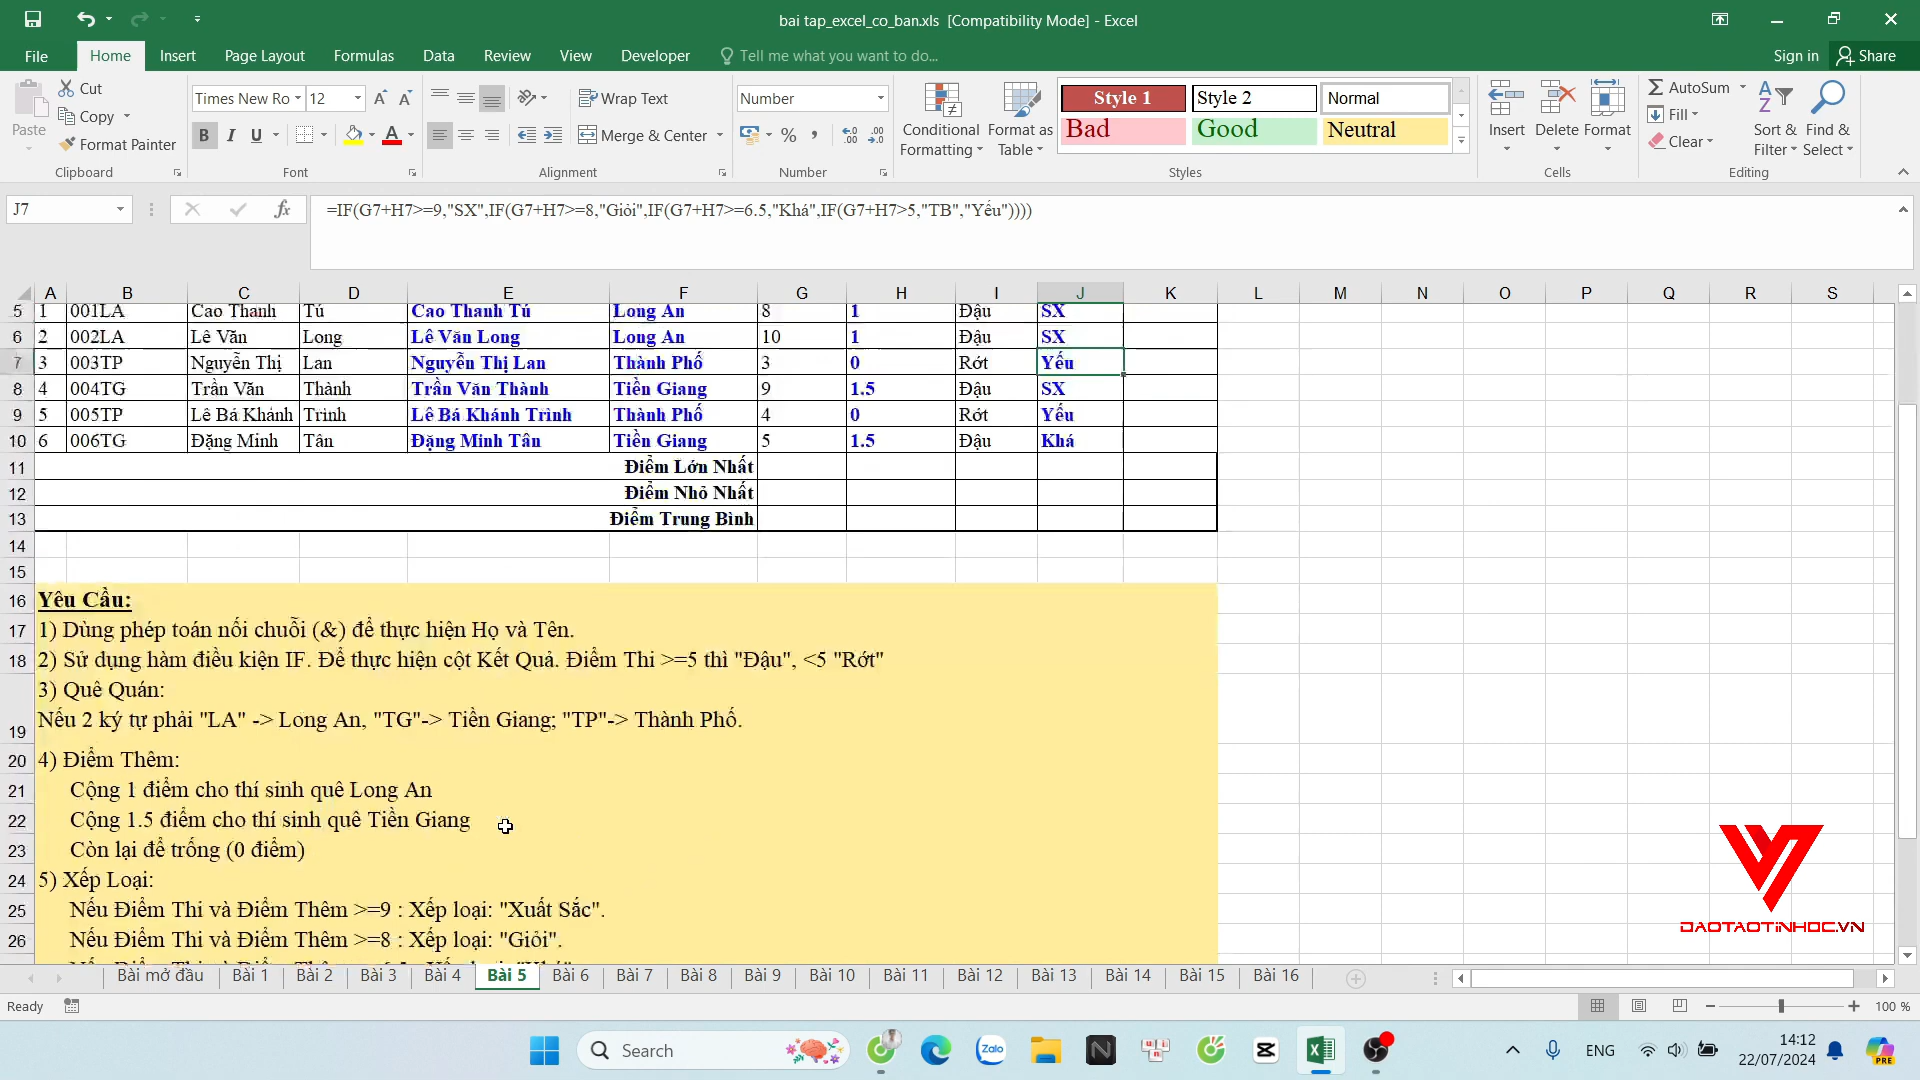 bai tap_excel_co_ban.xls [Compatibility Mode] - Excel
File Home Insert Page Layout Formulas Data Review View Developer Tell me what you want to do... Sign in Share
Paste Cut Copy Format Painter Clipboard
Times New Ro 12 B I U Font
Wrap Text Merge & Center Alignment
Number % , Number
Conditional Formatting Format as Table
Style 1 Style 2 Normal
Bad Good Neutral
Styles
Insert Delete Format Cells
AutoSum Fill Clear Sort & Filter Find & Select Editing
J7 fx =IF(G7+H7>=9,"SX",IF(G7+H7>=8,"Giỏi",IF(G7+H7>=6.5,"Khá",IF(G7+H7>5,"TB","Yếu"))))
A B C D E F G H I J K L M N O P Q R S
5 1 001LA Cao Thanh Tú Cao Thanh Tú Long An 8 1 Đậu SX
6 2 002LA Lê Văn Long Lê Văn Long Long An 10 1 Đậu SX
7 3 003TP Nguyễn Thị Lan Nguyễn Thị Lan Thành Phố 3 0 Rớt Yếu
8 4 004TG Trần Văn Thành Trần Văn Thành Tiền Giang 9 1.5 Đậu SX
9 5 005TP Lê Bá Khánh Trình Lê Bá Khánh Trình Thành Phố 4 0 Rớt Yếu
10 6 006TG Đặng Minh Tân Đặng Minh Tân Tiền Giang 5 1.5 Đậu Khá
11 Điểm Lớn Nhất
12 Điểm Nhỏ Nhất
13 Điểm Trung Bình
14
15
16 Yêu Cầu:
17 1) Dùng phép toán nối chuỗi (&) để thực hiện Họ và Tên.
18 2) Sử dụng hàm điều kiện IF. Để thực hiện cột Kết Quả. Điểm Thi >=5 thì "Đậu", <5 "Rớt"
3) Quê Quán:
19 Nếu 2 ký tự phải "LA" -> Long An, "TG"-> Tiền Giang; "TP"-> Thành Phố.
20 4) Điểm Thêm:
21 Cộng 1 điểm cho thí sinh quê Long An
22 Cộng 1.5 điểm cho thí sinh quê Tiền Giang
23 Còn lại để trống (0 điểm)
24 5) Xếp Loại:
25 Nếu Điểm Thi và Điểm Thêm >=9 : Xếp loại: "Xuất Sắc".
26 Nếu Điểm Thi và Điểm Thêm >=8 : Xếp loại: "Giỏi".
DAOTAOTINHOC.VN
Bài mở đầu Bài 1 Bài 2 Bài 3 Bài 4 Bài 5 Bài 6 Bài 7 Bài 8 Bài 9 Bài 10 Bài 11 Bài 12 Bài 13 Bài 14 Bài 15 Bài 16
Ready 100 %
Search Zalo ENG 14:12
22/07/2024 PRE